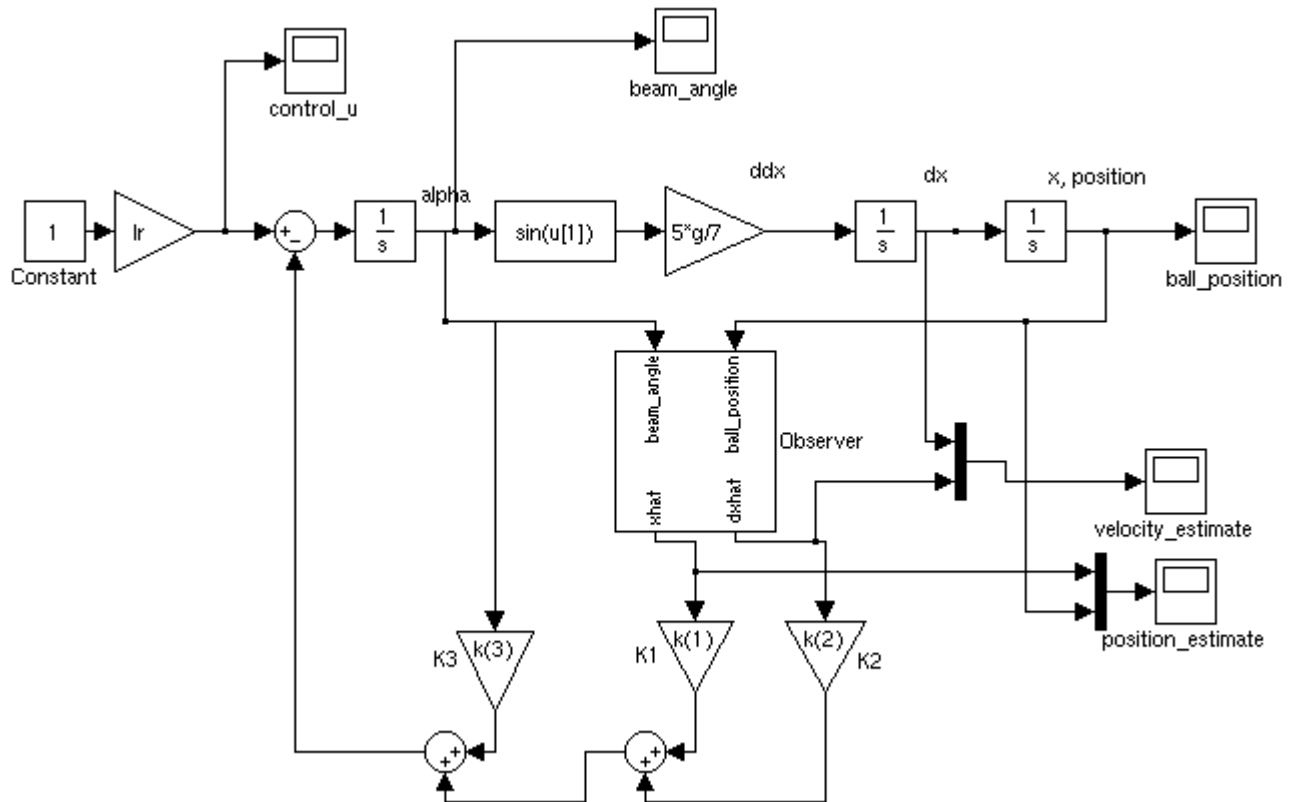 control_u
beam_angle
ddx
dx
x, position
alpha
1
Constant
lr
+
−
1
s
sin(u[1])
5*g/7
1
s
1
s
ball_position
beam_angle
ball_position
Observer
xhat
dxhat
velocity_estimate
position_estimate
K3
k(3)
K1
k(1)
k(2)
K2
+
+
+
+